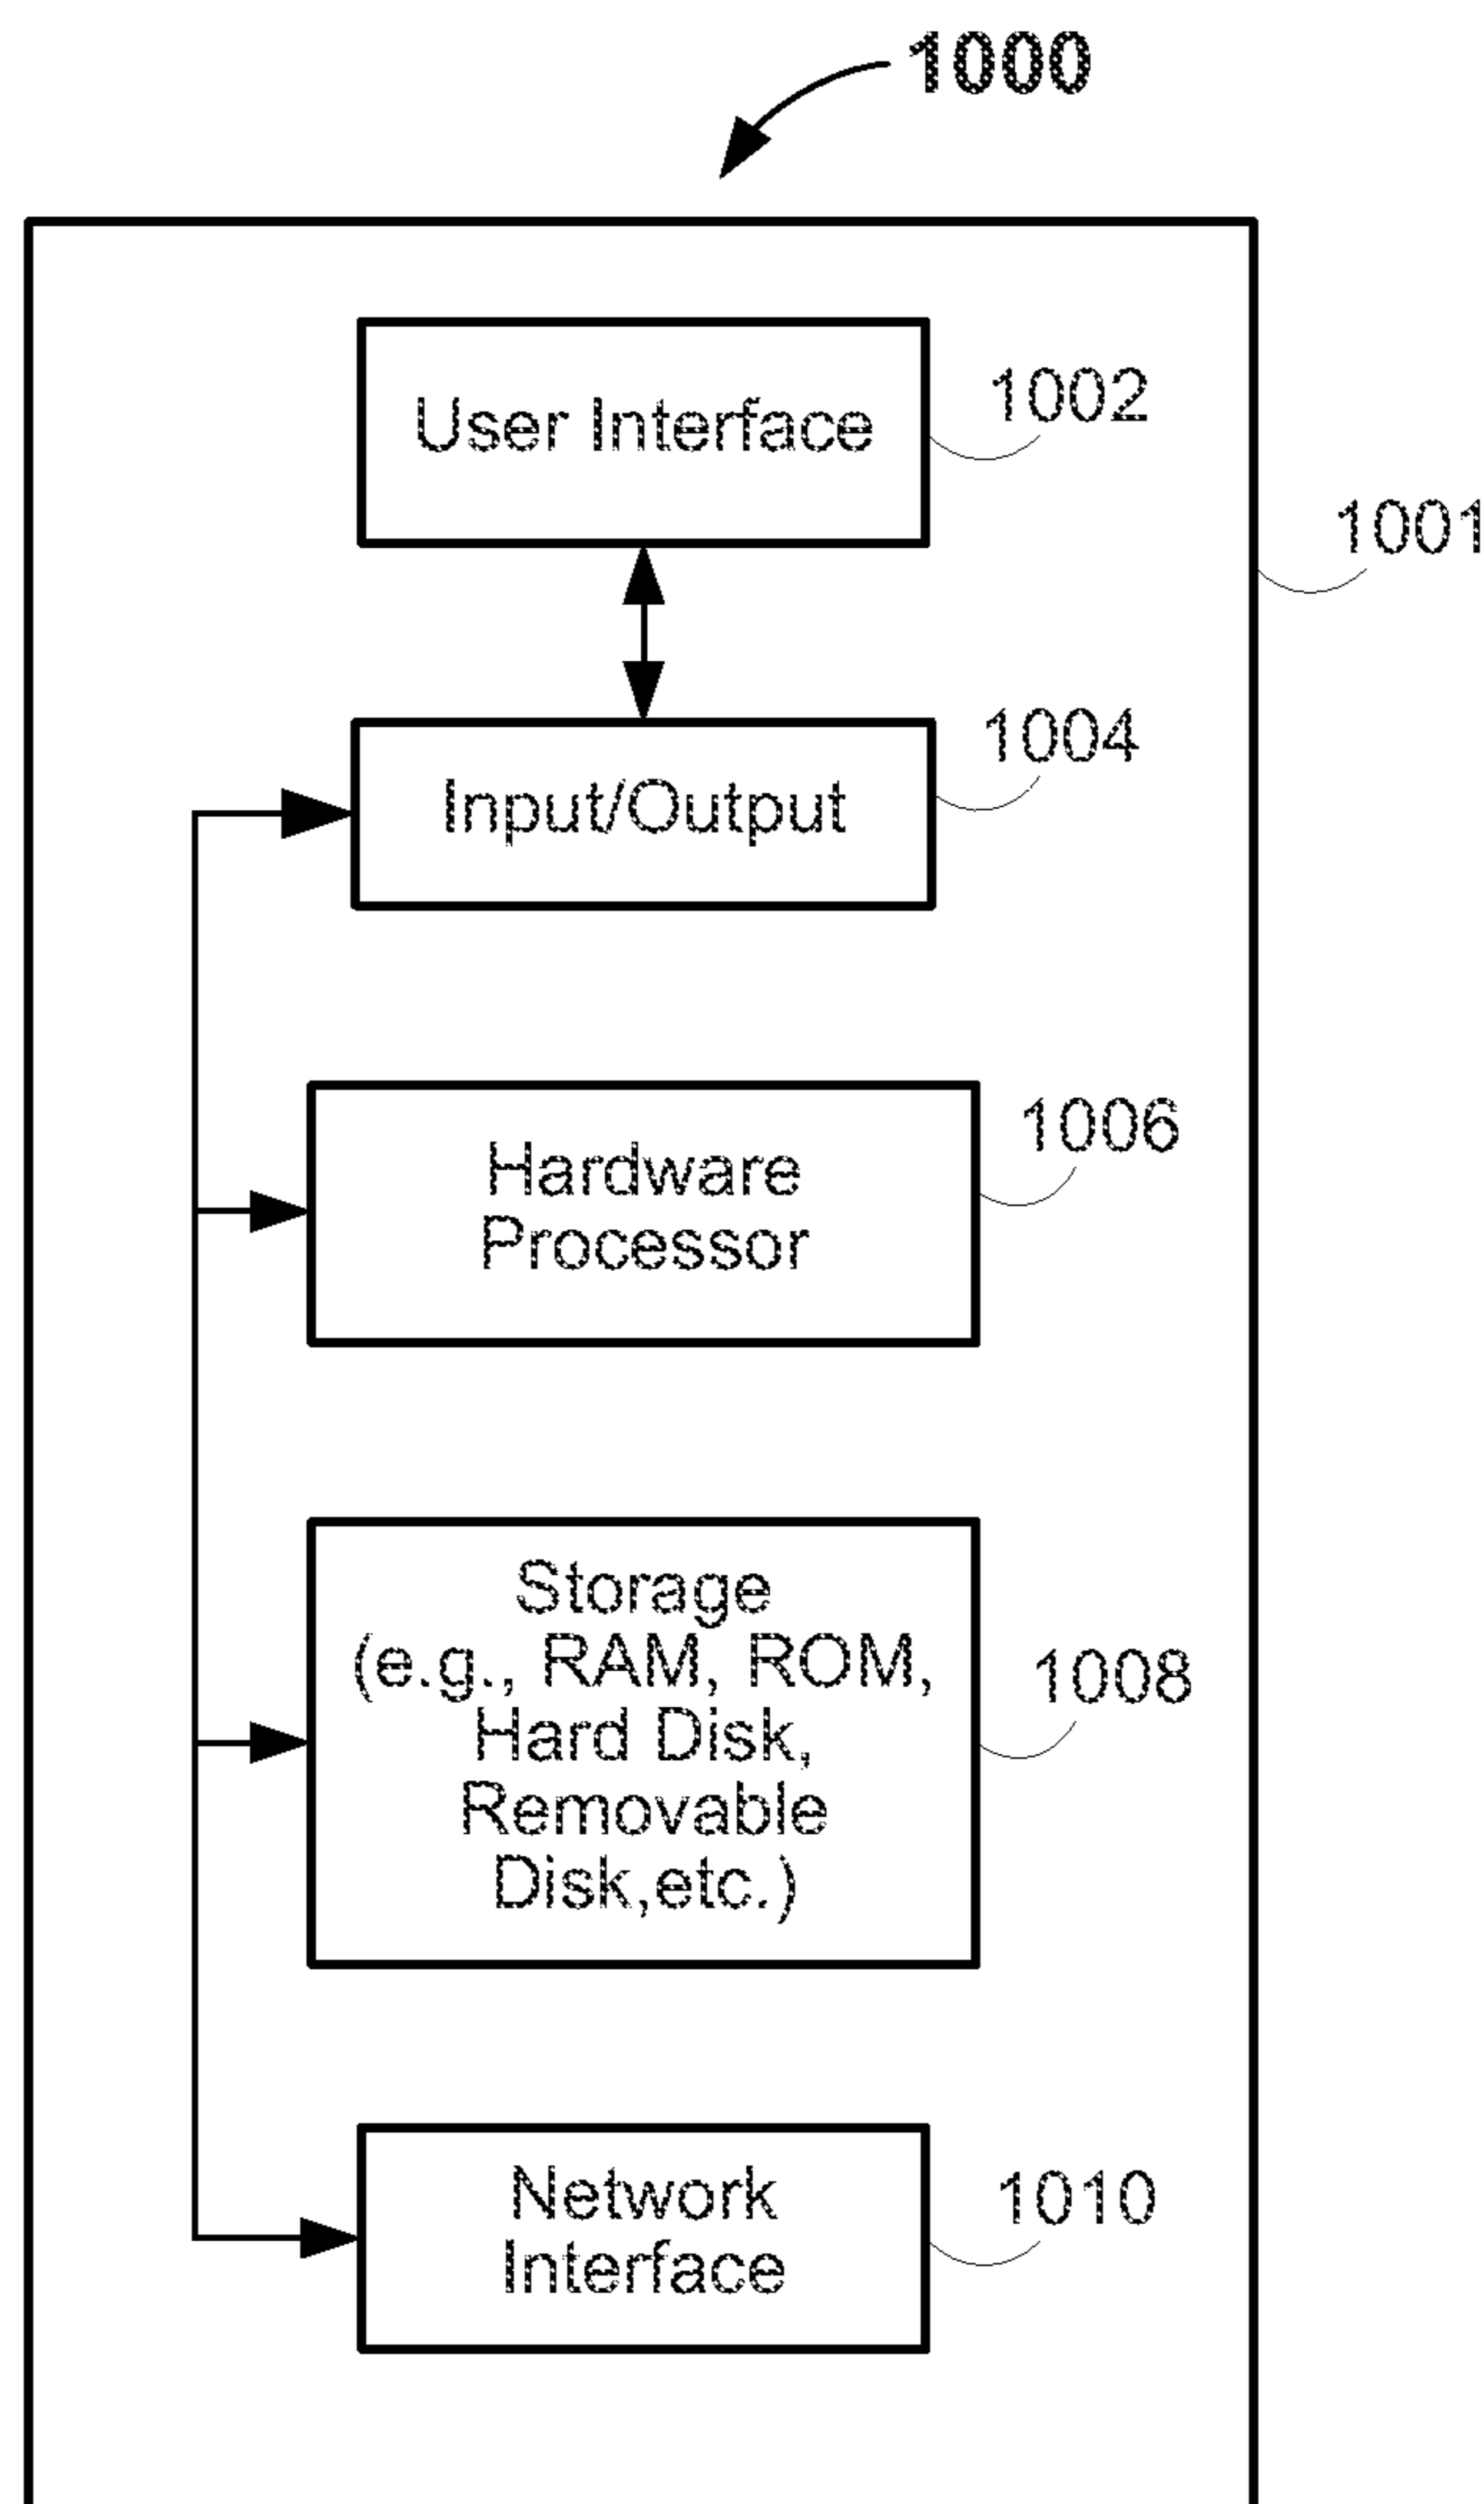 1000
User Interface
1002
1001
Input/Output
1004
Hardware
Processor
1006
Storage
(e.g., RAM, ROM,
Hard Disk,
Removable
Disk,etc.)
1008
Network
Interface
1010